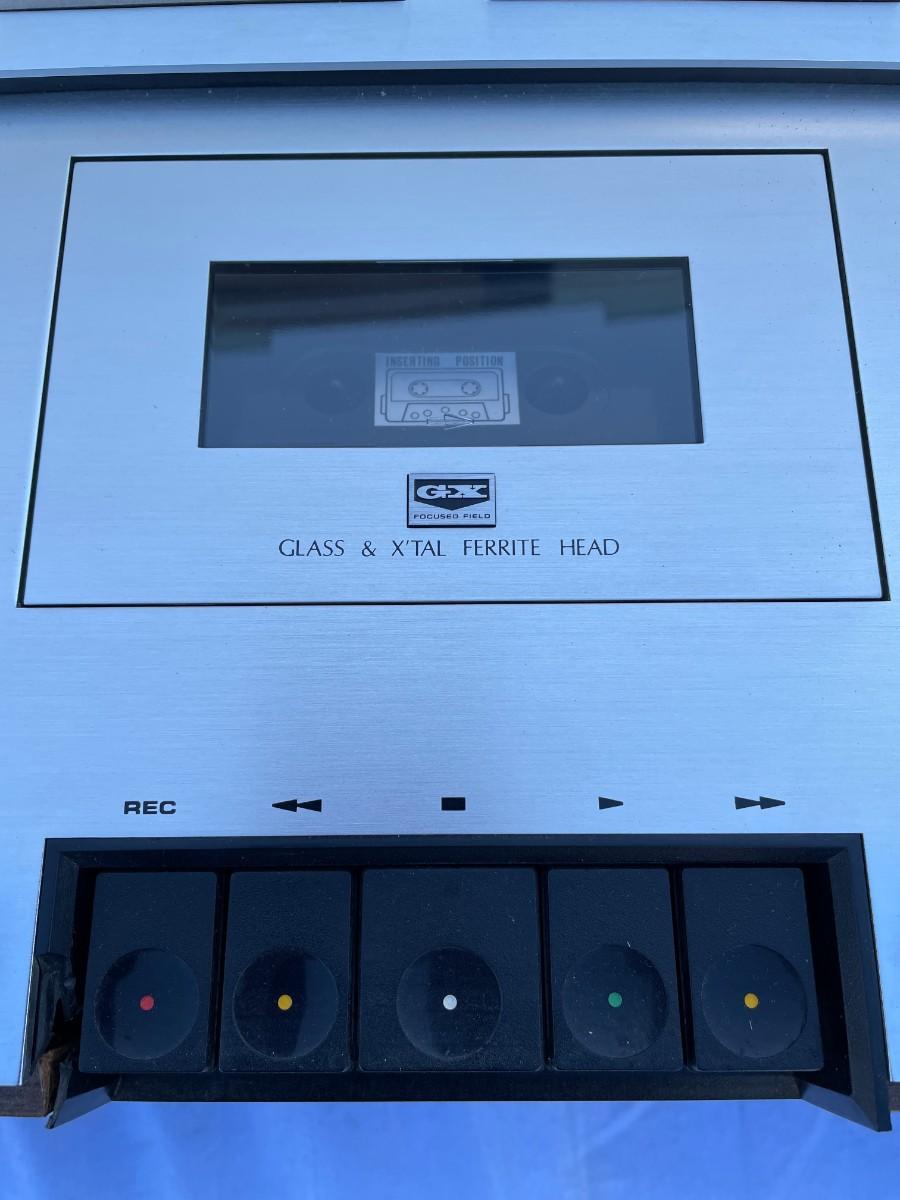 INSERTING POSITION
GX
FOCUSED FIELD
GLASS & X'TAL FERRITE HEAD
REC